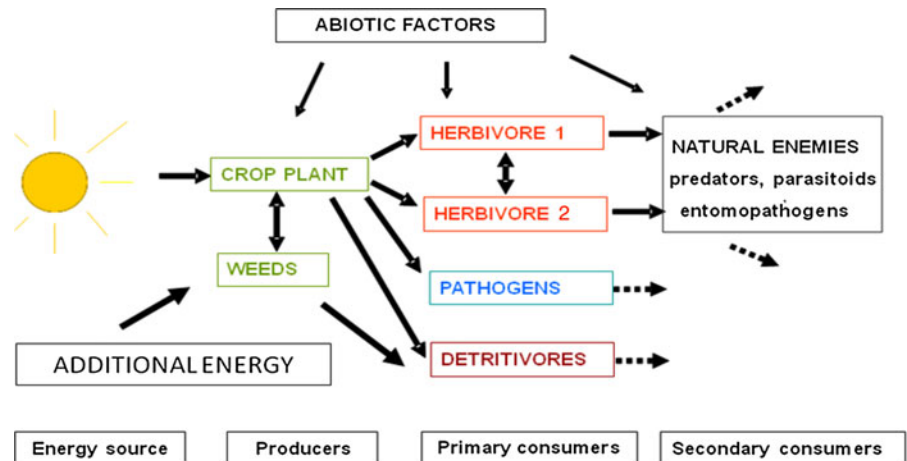 ABIOTIC FACTORS
HERBIVORE 1
NATURAL ENEMIES
CROP PLANT
predators, parasitoids
HERBIVORE 2
entomopathogens
WEEDS
PATHOGENS
ADDITIONAL ENERGY
DETRITIVORES
Energy source
Producers
Primary consumers
Secondary consumers